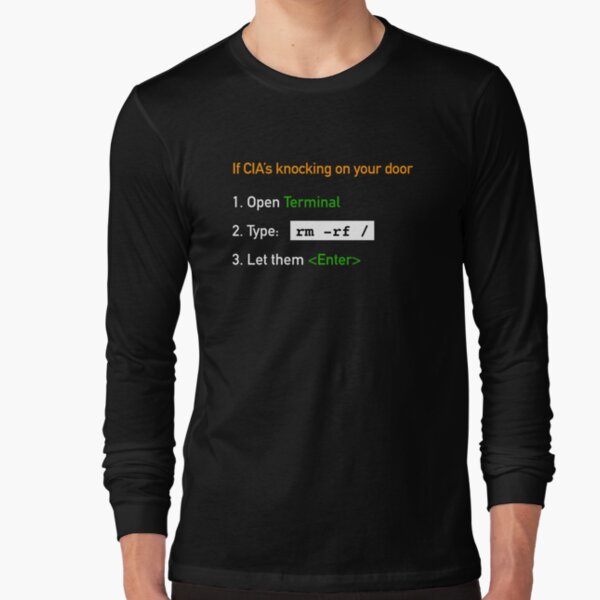 If CIA's knocking on your door
1. Open Terminal
2. Type: rm -rf /
3. Let them <Enter>